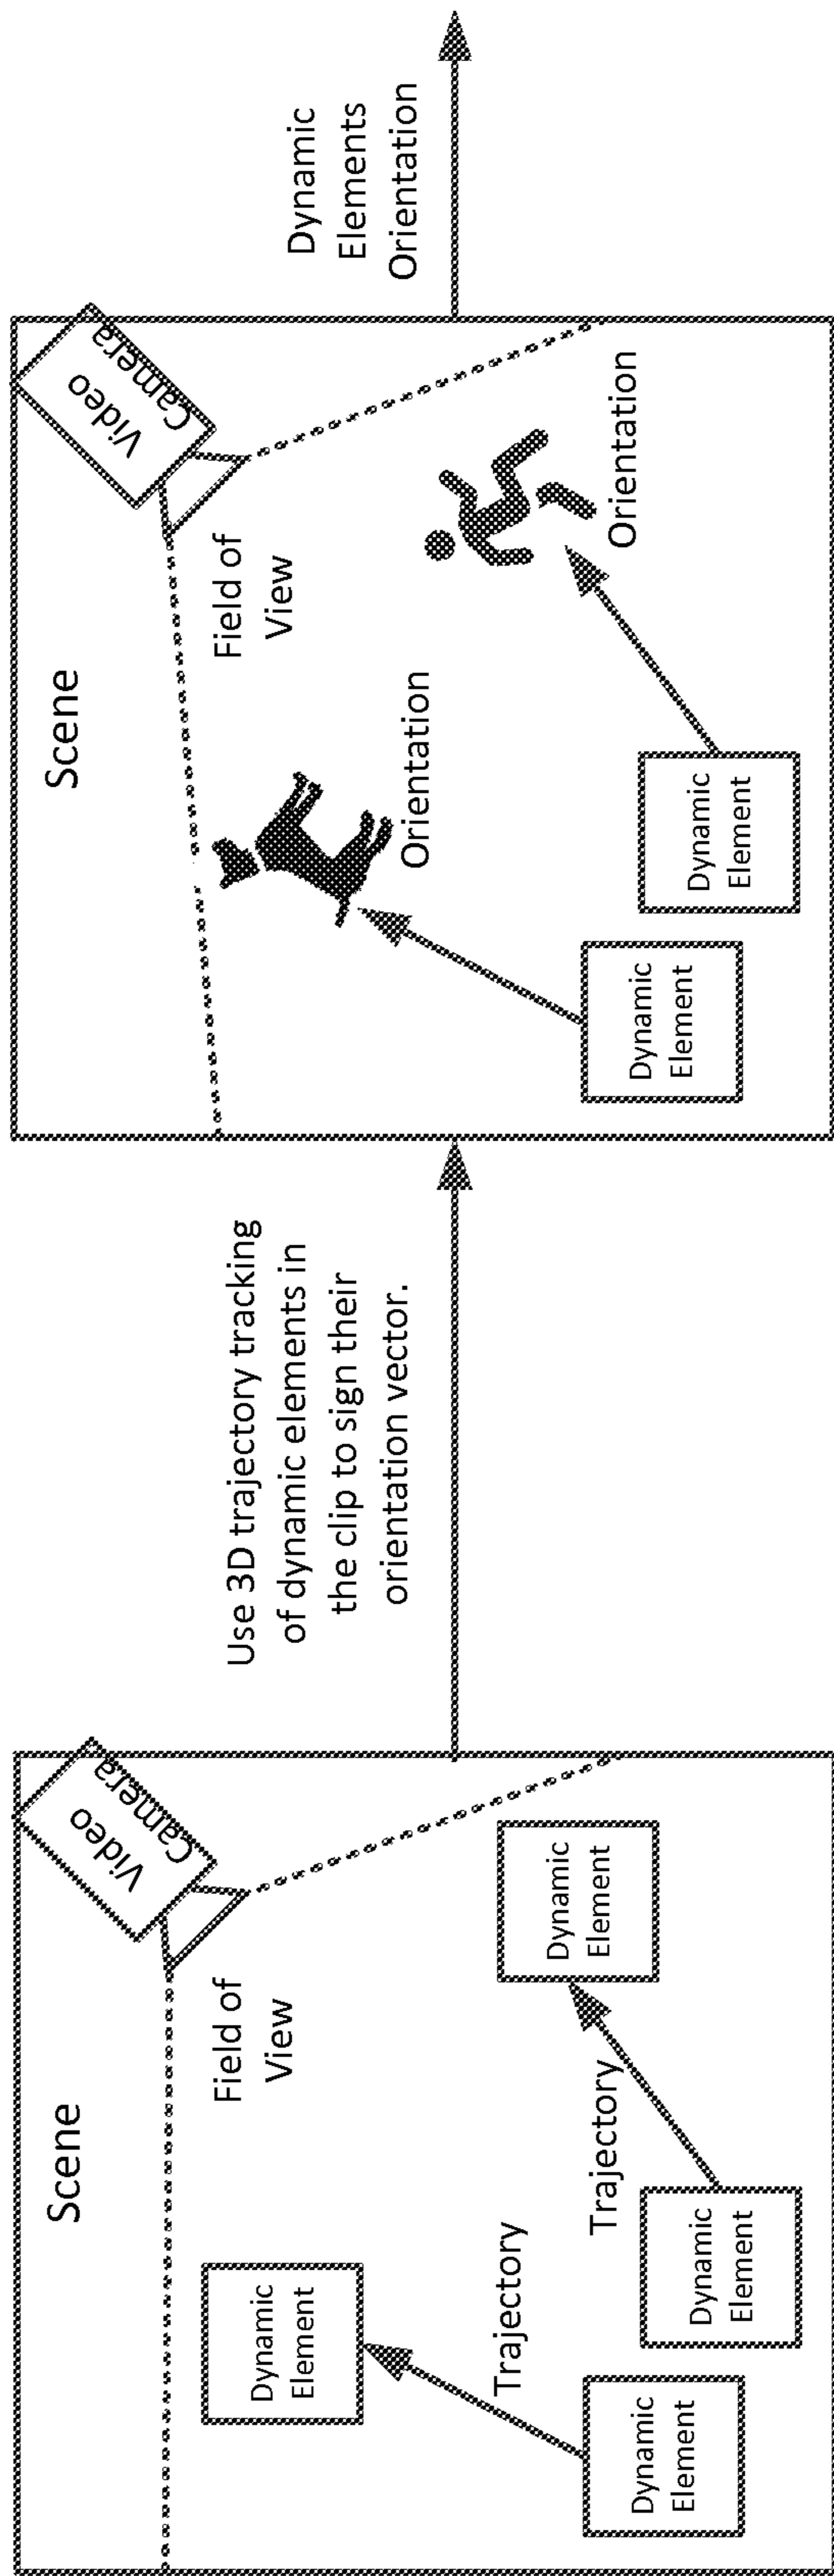 Scene
Video
Camera
Field of
View
Dynamic
Element
Trajectory
Dynamic
Element
Dynamic
Element
Trajectory
Dynamic
Element
Use 3D trajectory tracking
of dynamic elements in
the clip to sign their
orientation vector.
Scene
Video
Camera
Field of
View
Orientation
Orientation
Dynamic
Element
Dynamic
Element
Dynamic
Elements
Orientation